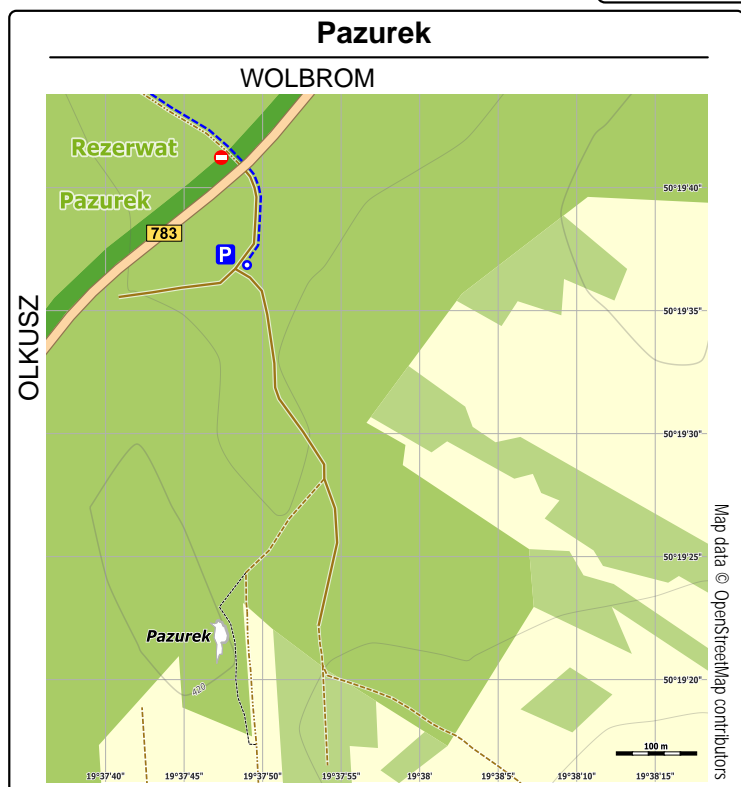 Pazurek
WOLBROM
Rezerwat
Pazurek
783
P
OLKUSZ
Pazurek
420
50°19'40"
50°19'35"
50°19'30"
50°19'25"
50°19'20"
100 m
19°37'40"
19°37'45"
19°37'50"
19°37'55"
19°38'
19°38'5"
19°38'10"
19°38'15"
Map data © OpenStreetMap contributors